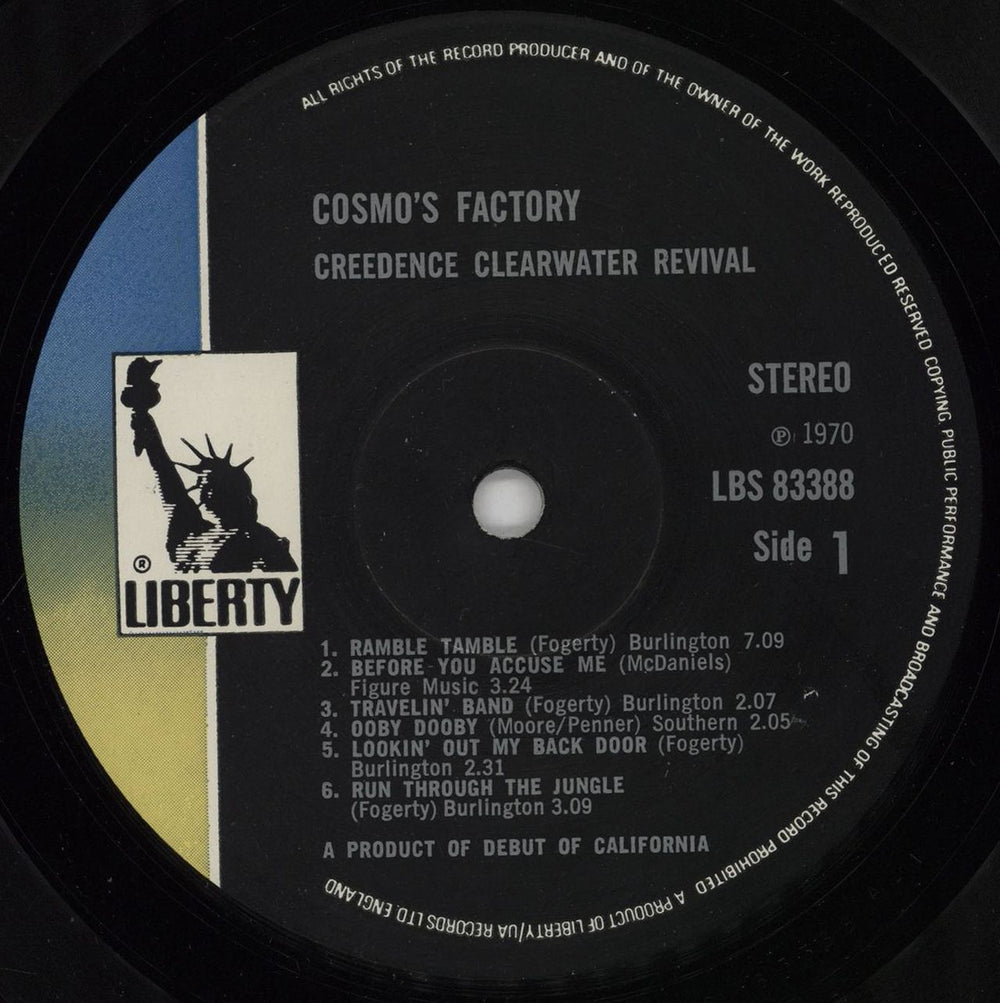 ALL RIGHTS OF THE RECORD PRODUCER AND OF THE OWNER OF THE WORK REPRODUCED RESERVED COPYING, PUBLIC PERFORMANCE AND BROADCASTING OF THIS RECORD PROHIBITED A PRODUCT OF LIBERTY/UA RECORDS LTD. ENGLAND
COSMO'S FACTORY
CREEDENCE CLEARWATER REVIVAL
STEREO
℗ 1970
LBS 83388
Side 1
®
LIBERTY
1. RAMBLE TAMBLE (Fogerty) Burlington 7.09
2. BEFORE YOU ACCUSE ME (McDaniels)
Figure Music 3.24
3. TRAVELIN' BAND (Fogerty) Burlington 2.07
4. OOBY DOOBY (Moore/Penner) Southern 2.05
5. LOOKIN' OUT MY BACK DOOR (Fogerty)
Burlington 2.31
6. RUN THROUGH THE JUNGLE
(Fogerty) Burlington 3.09
A PRODUCT OF DEBUT OF CALIFORNIA